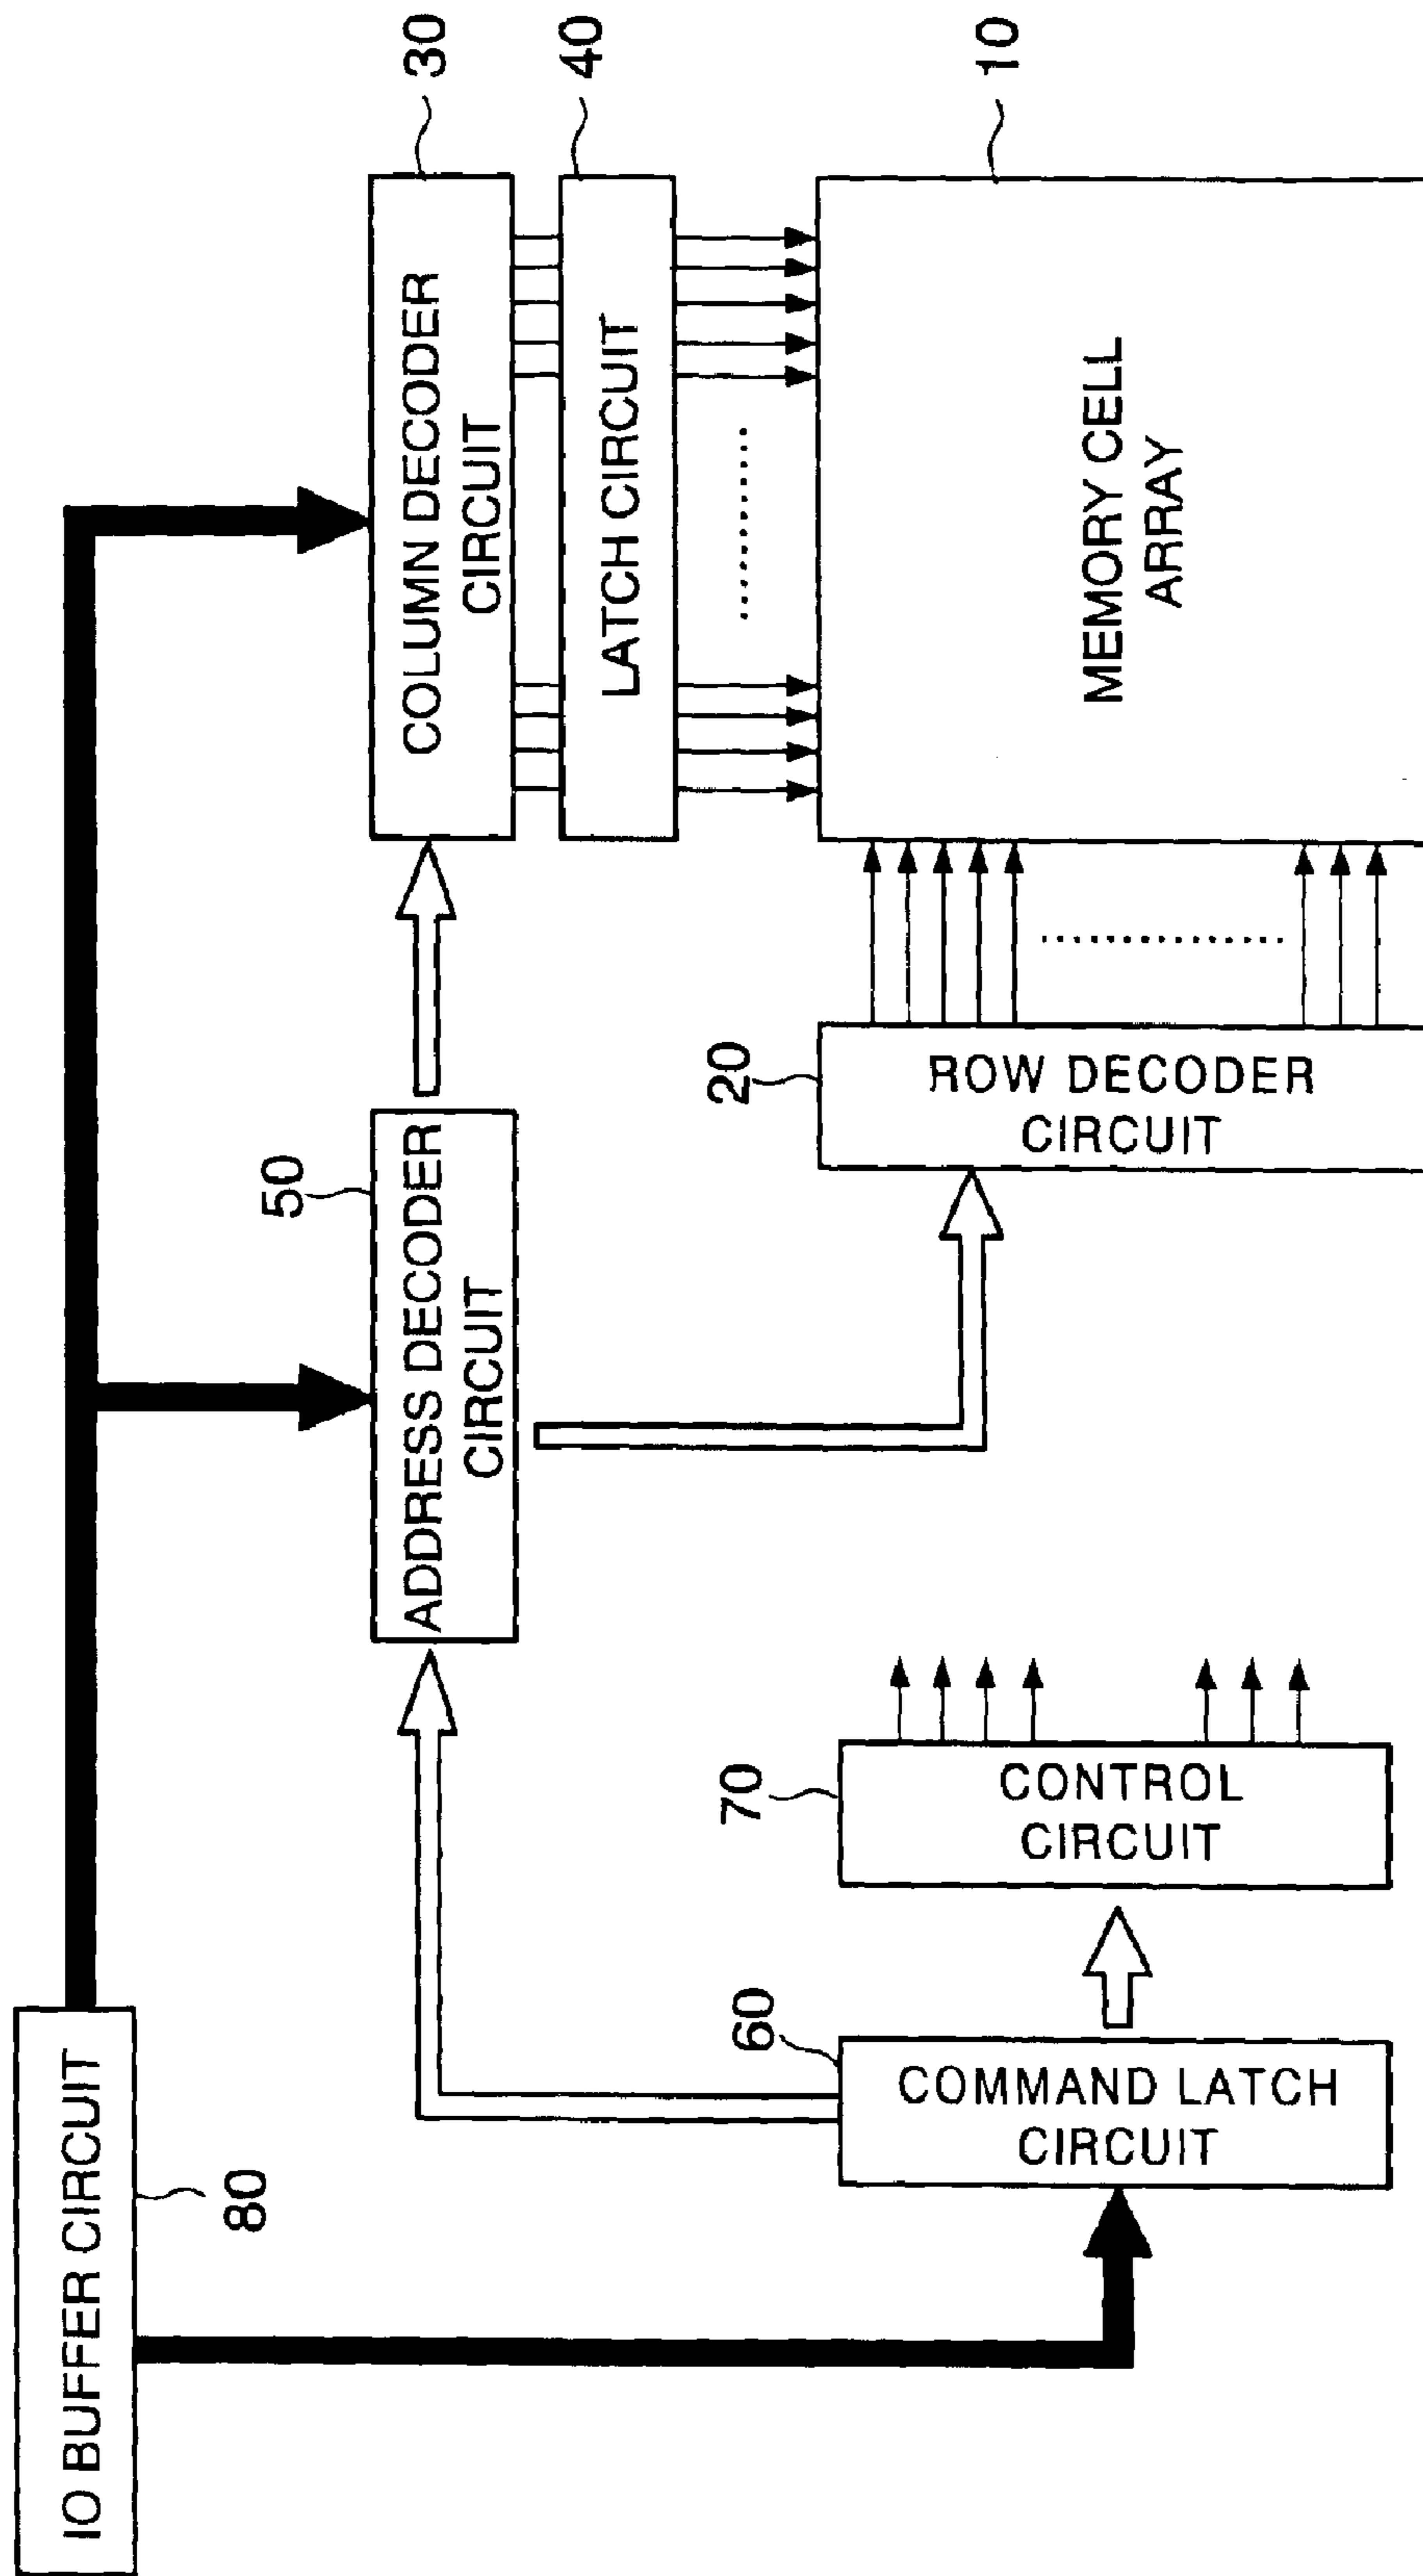 IO BUFFER CIRCUIT
80
50
ADDRESS DECODER
CIRCUIT
COLUMN DECODER
CIRCUIT
30
LATCH CIRCUIT
40
60
COMMAND LATCH
CIRCUIT
70
CONTROL
CIRCUIT
20
ROW DECODER
CIRCUIT
MEMORY CELL
ARRAY
10